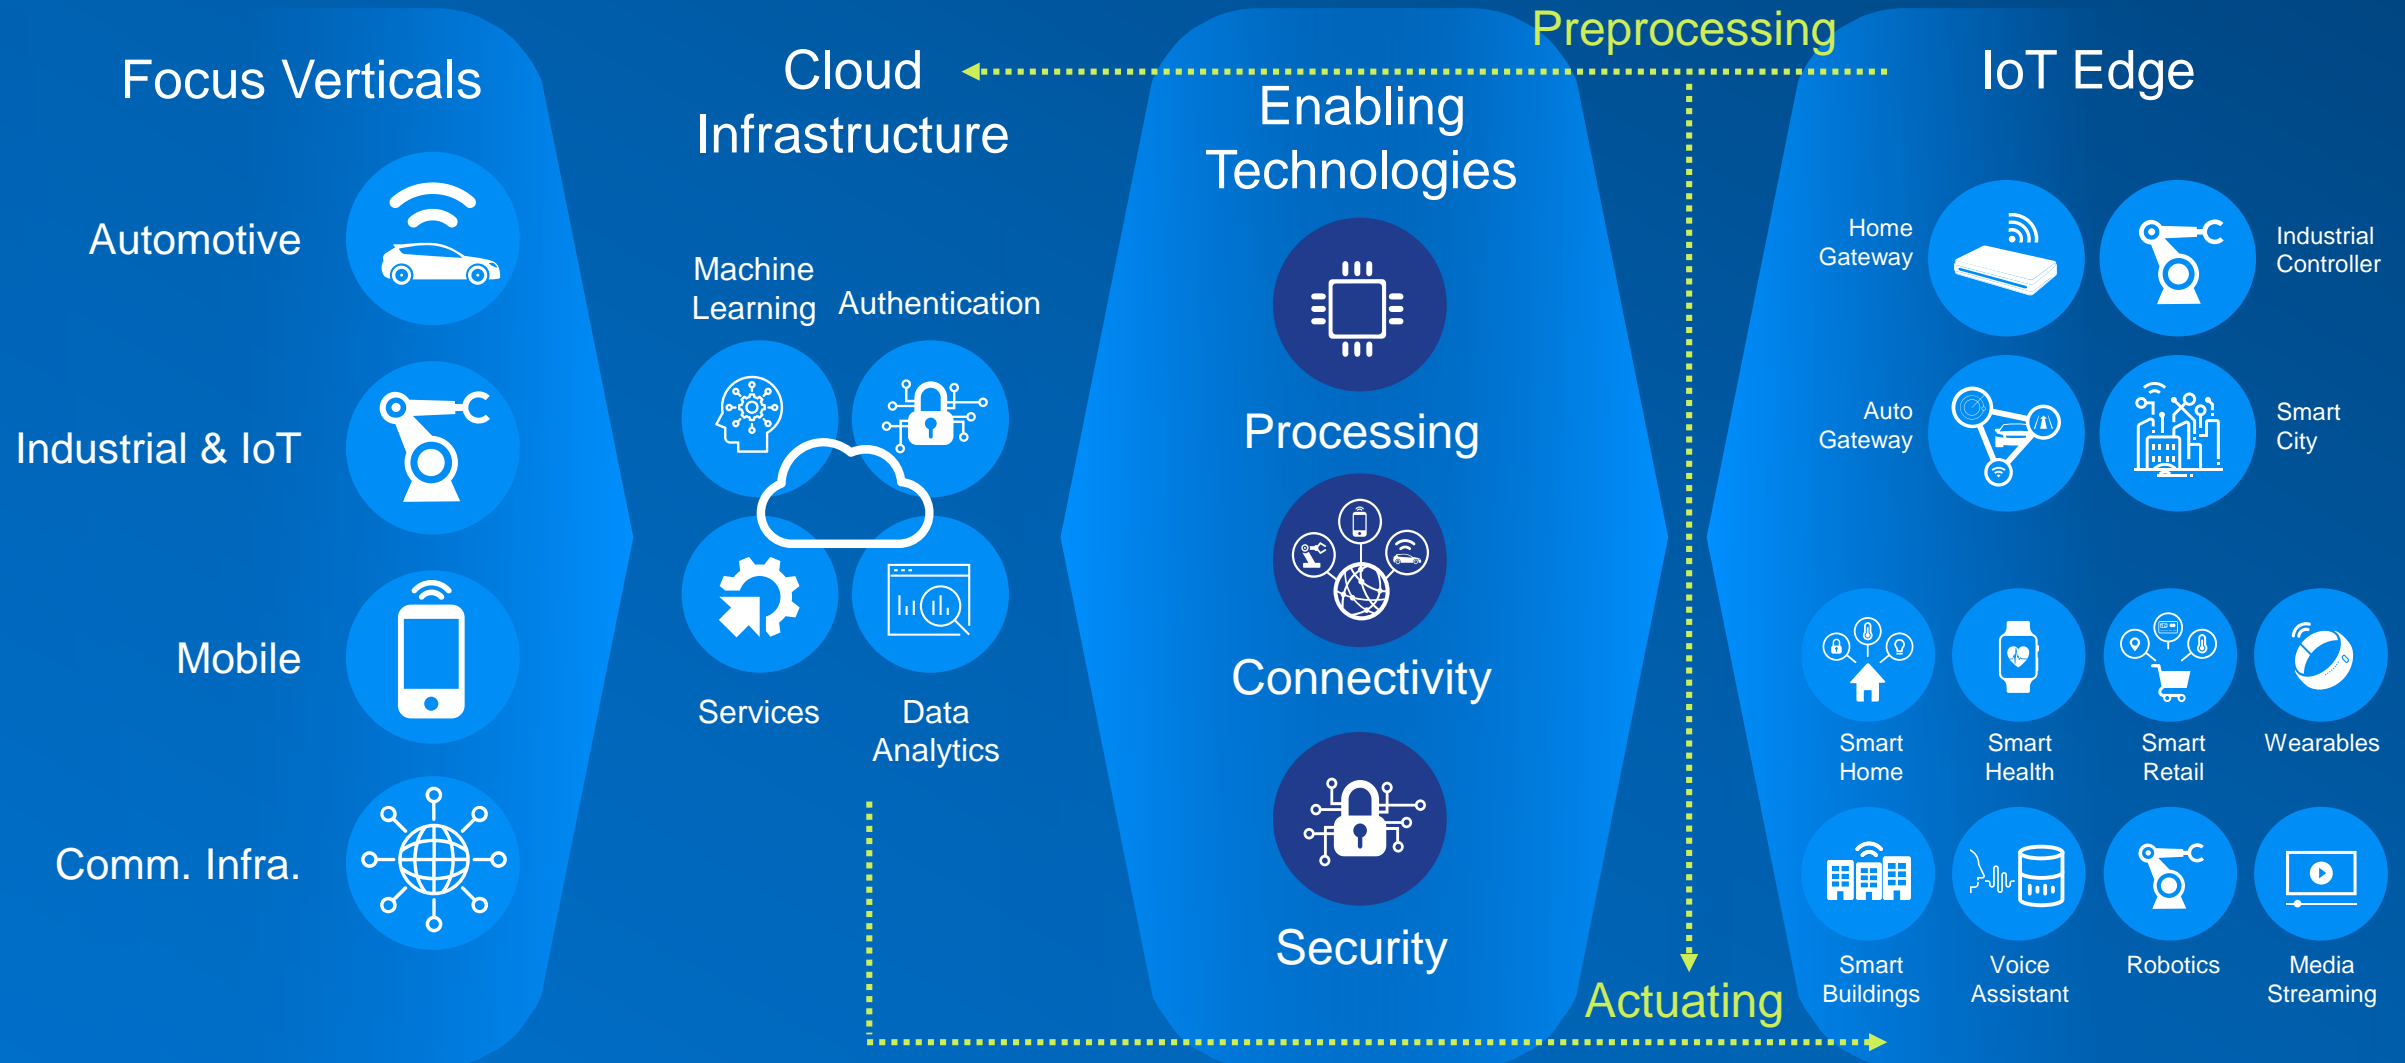 Focus Verticals
Automotive
Industrial & IoT
Mobile
Comm. Infra.
Cloud
Infrastructure
Machine
Learning
Authentication
Services
Data
Analytics
Preprocessing
Enabling
Technologies
Processing
Connectivity
Security
Actuating
IoT Edge
Home
Gateway
Industrial
Controller
Auto
Gateway
Smart
City
Smart
Home
Smart
Health
Smart
Retail
Wearables
Smart
Buildings
Voice
Assistant
Robotics
Media
Streaming